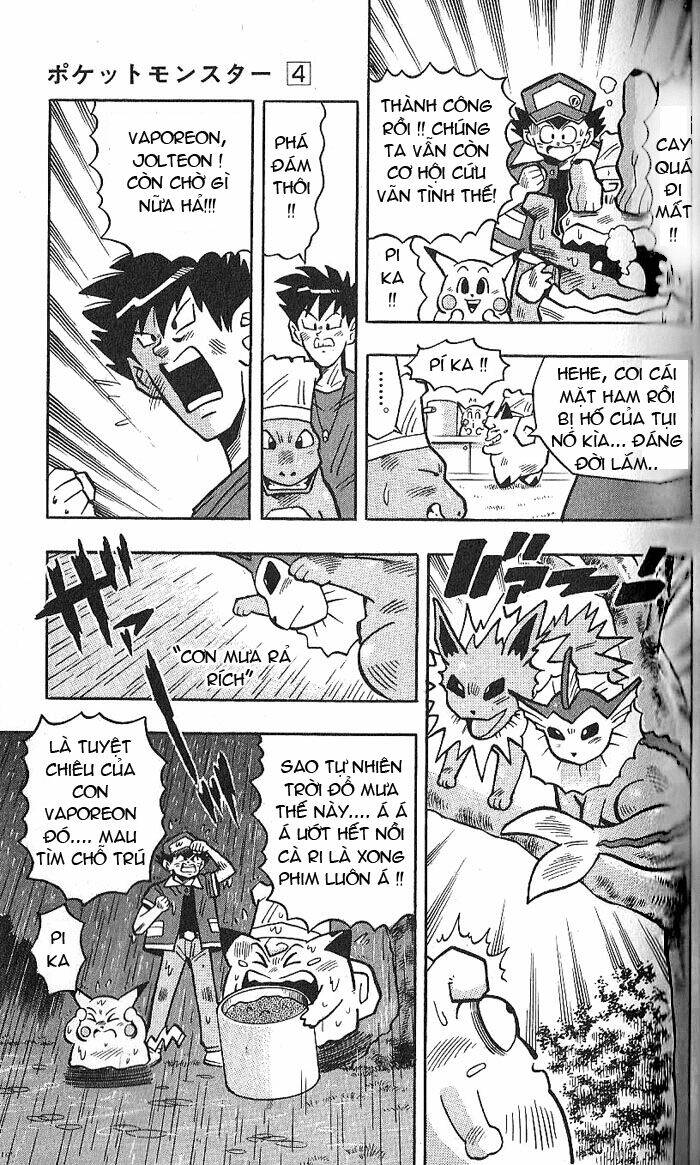 ポケットモンスター 4
THÀNH CÔNG
RỒI !! CHÚNG
TA VẪN CÒN
CƠ HỘI CỨU
VÃN TÌNH THẾ!
CAY
QUÁ
ĐI
MẤT
!!
PI
KA
!!
PHÁ
ĐÁM
THÔI
!!
VAPOREON,
JOLTEON !
CÒN CHỜ GÌ
NỮA HẢ!!!
HEHE, COI CÁI
MẶT HAM RỒI
BỊ HỐ CỦA TỤI
NÓ KÌA... ĐÁNG
ĐỜI LẮM..
PÍ KA !!
......
"CON MƯA RẢ
RÍCH"
SAO TỰ NHIÊN
TRỜI ĐỔ MƯA
THẾ NÀY.... Á Á
Á ƯỚT HẾT NỒI
CÀ RI LÀ XONG
PHIM LUÔN Á !!
LÀ TUYỆT
CHIÊU CỦA
CON
VAPOREON
ĐÓ.... MAU
TÌM CHỖ TRÚ
PI
KA